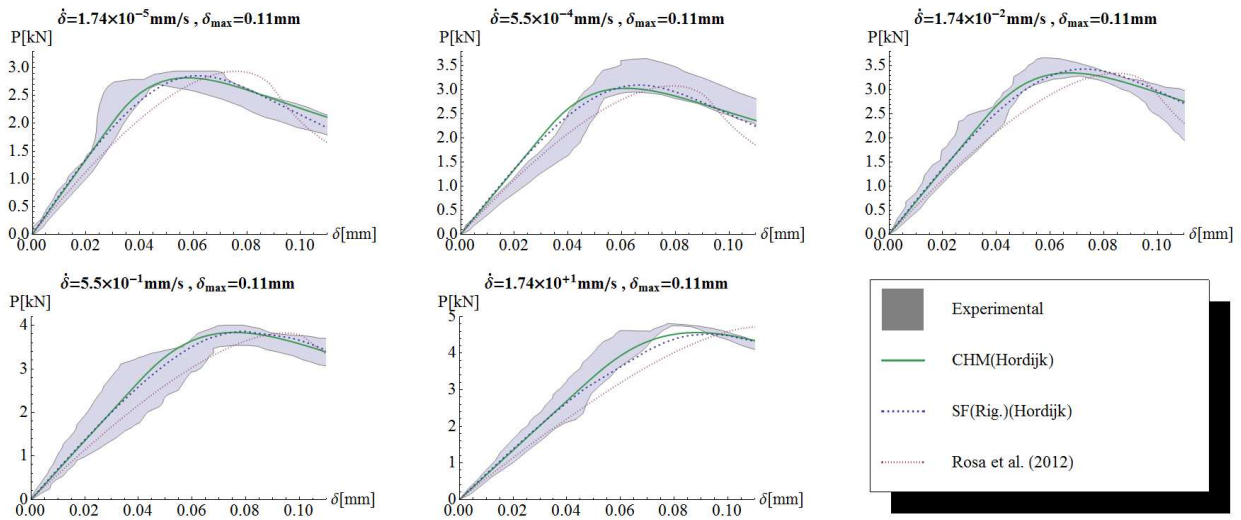 δ̇=1.74×10⁻⁵mm/s , δmax=0.11mm
P[kN]
3.0
2.5
2.0
1.5
1.0
0.5
0.0
0.00 0.02 0.04 0.06 0.08 0.10 δ[mm]
δ̇=5.5×10⁻⁴mm/s , δmax=0.11mm
P[kN]
3.5
3.0
2.5
2.0
1.5
1.0
0.5
0.0
0.00 0.02 0.04 0.06 0.08 0.10 δ[mm]
δ̇=1.74×10⁻²mm/s , δmax=0.11mm
P[kN]
3.5
3.0
2.5
2.0
1.5
1.0
0.5
0.0
0.00 0.02 0.04 0.06 0.08 0.10 δ[mm]
δ̇=5.5×10⁻¹mm/s , δmax=0.11mm
P[kN]
4
3
2
1
0
0.00 0.02 0.04 0.06 0.08 0.10 δ[mm]
δ̇=1.74×10⁺¹mm/s , δmax=0.11mm
P[kN]
5
4
3
2
1
0
0.00 0.02 0.04 0.06 0.08 0.10 δ[mm]
Experimental
CHM(Hordijk)
SF(Rig.)(Hordijk)
Rosa et al. (2012)